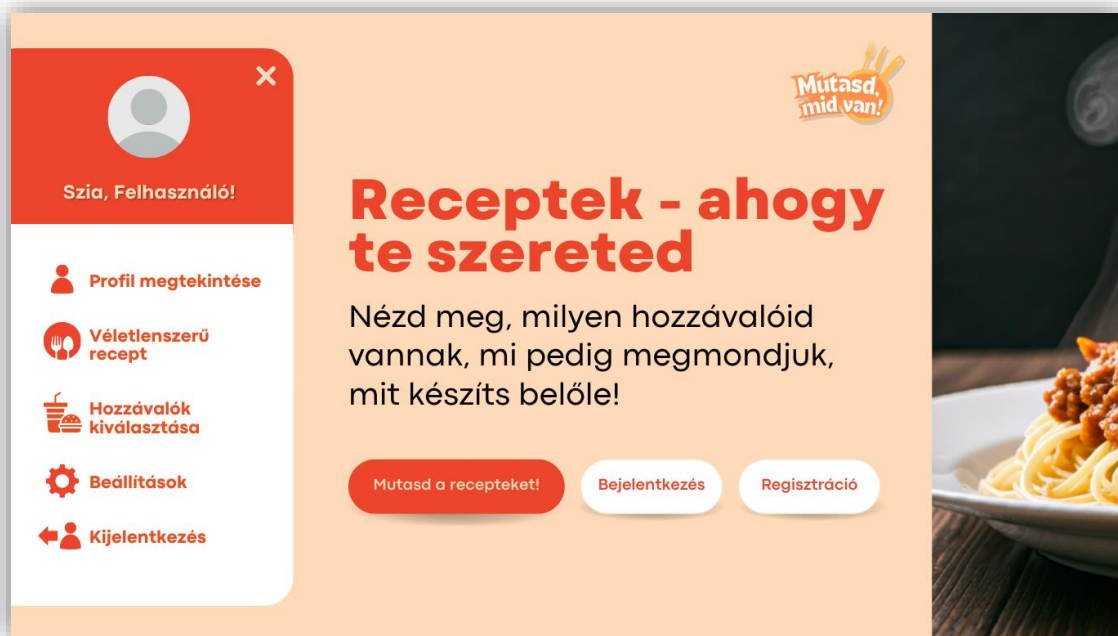 Szia, Felhasználó!
Profil megtekintése
Véletlenszerű
recept
Hozzávalók
kiválasztása
Beállítások
Kijelentkezés
Mutasd,
mid van!
Receptek - ahogy
te szereted
Nézd meg, milyen hozzávalóid
vannak, mi pedig megmondjuk,
mit készíts belőle!
Mutasd a recepteket!
Bejelentkezés
Regisztráció